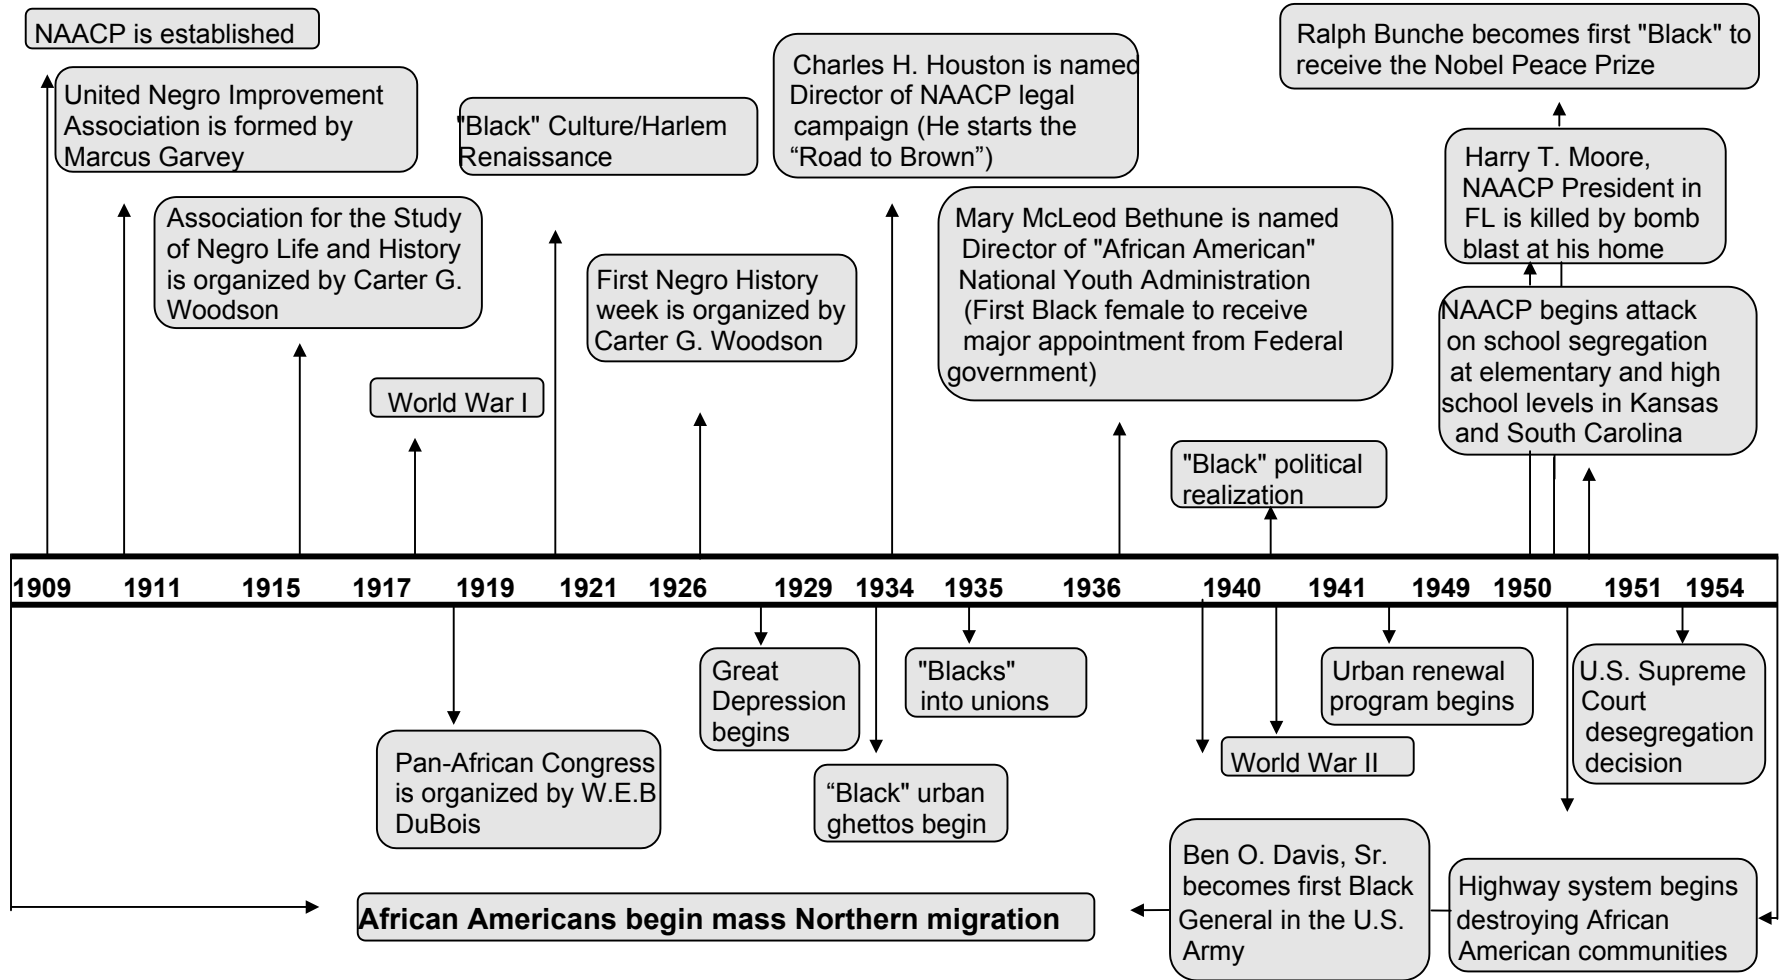 NAACP is established
United Negro Improvement
Association is formed by
Marcus Garvey
Association for the Study
of Negro Life and History
is organized by Carter G.
Woodson
World War I
"Black" Culture/Harlem
Renaissance
First Negro History
week is organized by
Carter G. Woodson
Charles H. Houston is named
Director of NAACP legal
campaign (He starts the
“Road to Brown”)
Mary McLeod Bethune is named
Director of "African American"
National Youth Administration
(First Black female to receive
major appointment from Federal
government)
"Black" political
realization
Ralph Bunche becomes first "Black" to
receive the Nobel Peace Prize
Harry T. Moore,
NAACP President in
FL is killed by bomb
blast at his home
NAACP begins attack
on school segregation
at elementary and high
school levels in Kansas
and South Carolina
1909 1911 1915 1917 1919 1921 1926 1929 1934 1935 1936 1940 1941 1949 1950 1951 1954
Pan-African Congress
is organized by W.E.B
DuBois
Great
Depression
begins
“Black" urban
ghettos begin
"Blacks"
into unions
World War II
Urban renewal
program begins
U.S. Supreme
Court
desegregation
decision
African Americans begin mass Northern migration
Ben O. Davis, Sr.
becomes first Black
General in the U.S.
Army
Highway system begins
destroying African
American communities